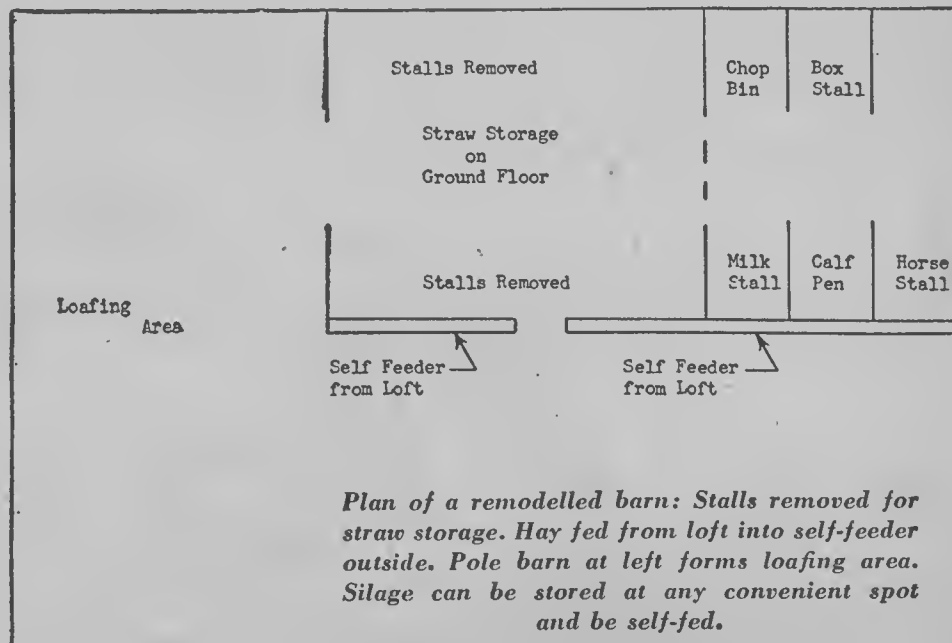 Stalls Removed
Chop
Bin
Box
Stall
Straw Storage
on
Ground Floor
Stalls Removed
Milk
Stall
Calf
Pen
Horse
Stall
Loafing
Area
Self Feeder
from Loft
Self Feeder
from Loft
Plan of a remodelled barn: Stalls removed for
straw storage. Hay fed from loft into self-feeder
outside. Pole barn at left forms loafing area.
Silage can be stored at any convenient spot
and be self-fed.